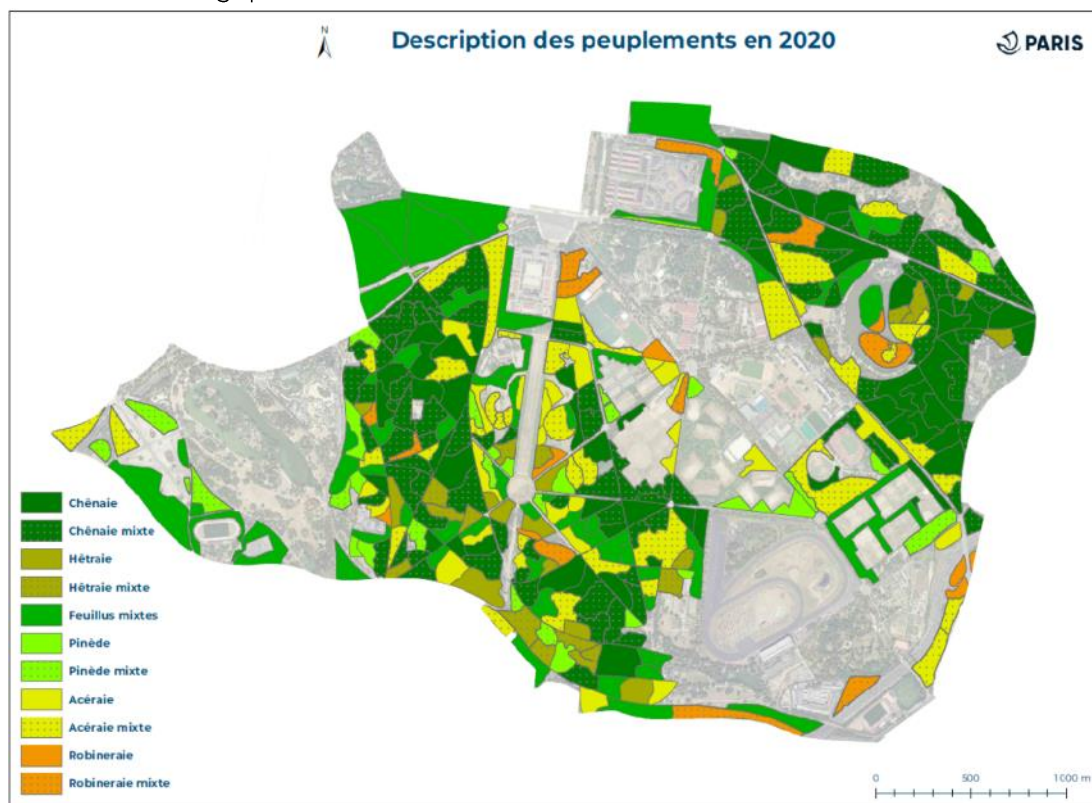 N
Description des peuplements en 2020
PARIS
Chênaie
Chênaie mixte
Hêtraie
Hêtraie mixte
Feuillus mixtes
Pinède
Pinède mixte
Acéraie
Acéraie mixte
Robineraie
Robineraie mixte
0 500 1000 m